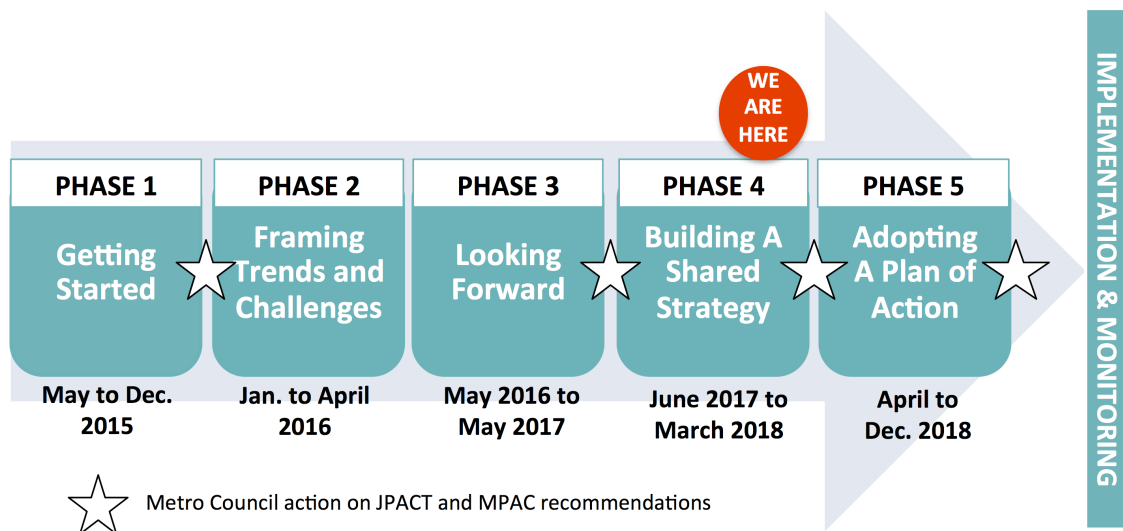 WE
ARE
HERE
PHASE 1
Getting
Started
May to Dec.
2015
PHASE 2
Framing
Trends and
Challenges
Jan. to April
2016
PHASE 3
Looking
Forward
May 2016 to
May 2017
PHASE 4
Building A
Shared
Strategy
June 2017 to
March 2018
PHASE 5
Adopting
A Plan of
Action
April to
Dec. 2018
IMPLEMENTATION & MONITORING
Metro Council action on JPACT and MPAC recommendations